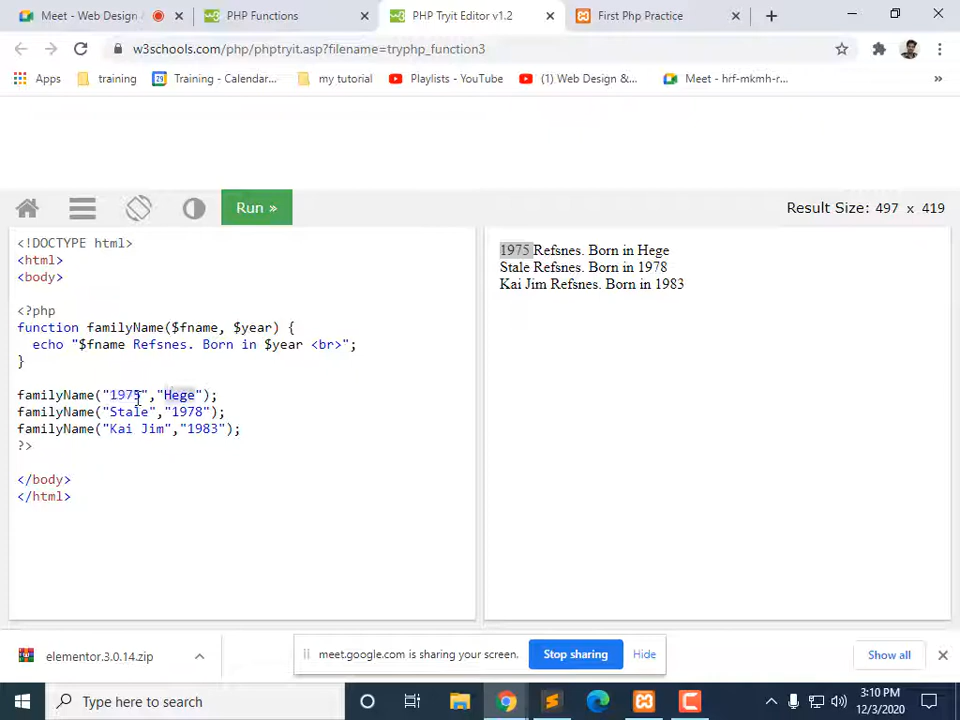 Meet - Web Design
PHP Functions
PHP Tryit Editor v1.2
First Php Practice
w3schools.com/php/phptryit.asp?filename=tryphp_function3
Apps
training
Training - Calendar...
my tutorial
Playlists - YouTube
(1) Web Design &...
Meet - hrf-mkmh-r...
»
Run »
Result Size: 497 x 419
<!DOCTYPE html>
<html>
<body>
<?php
function familyName($fname, $year) {
echo "$fname Refsnes. Born in $year <br>";
}
familyName("1975","Hege");
familyName("Stale","1978");
familyName("Kai Jim","1983");
?>
</body>
</html>
1975 Refsnes. Born in Hege
Stale Refsnes. Born in 1978
Kai Jim Refsnes. Born in 1983
elementor.3.0.14.zip
meet.google.com is sharing your screen.
Stop sharing
Hide
Show all
Type here to search
3:10 PM
12/3/2020